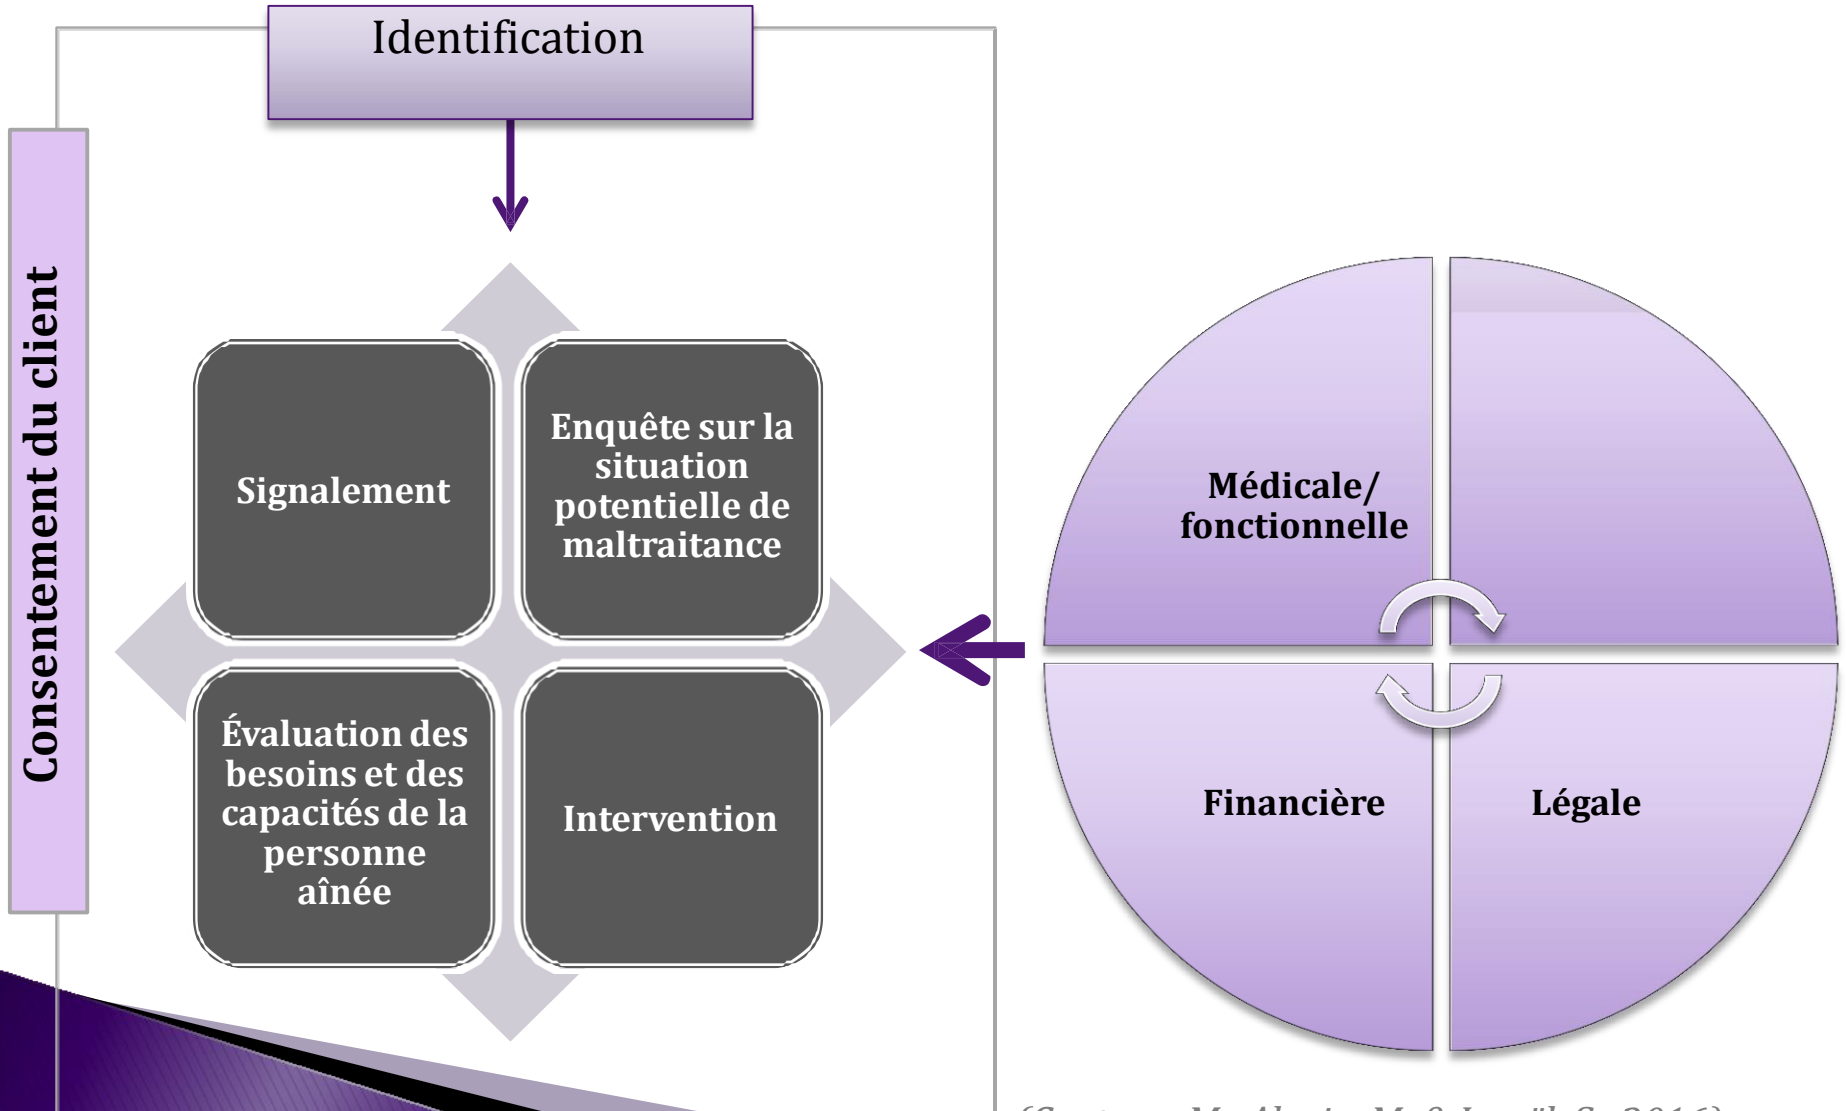 Identification
Consentement du client
Signalement
Enquête sur la
situation
potentielle de
maltraitance
Évaluation des
besoins et des
capacités de la
personne
aînée
Intervention
Médicale/
fonctionnelle
Financière
Légale